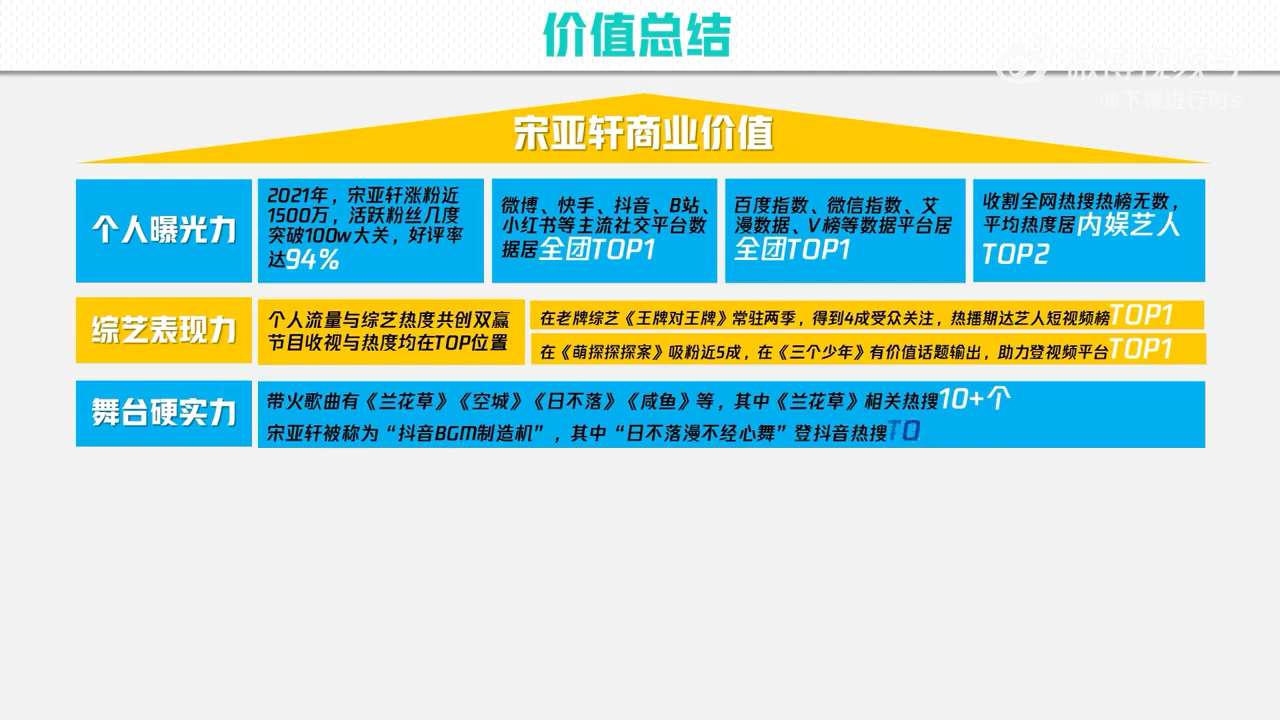 价值总结
@下楼进行时s
宋亚轩商业价值
个人曝光力
2021年，宋亚轩涨粉近
1500万，活跃粉丝几度
突破100w大关，好评率
达94%
微博、快手、抖音、B站、
小红书等主流社交平台数
据居全团TOP1
百度指数、微信指数、艾
漫数据、V榜等数据平台居
全团TOP1
收割全网热搜热榜无数，
平均热度居内娱艺人
TOP2
综艺表现力
个人流量与综艺热度共创双赢
节目收视与热度均在TOP位置
在老牌综艺《王牌对王牌》常驻两季，得到4成受众关注，热播期达艺人短视频榜TOP1
在《萌探探探案》吸粉近5成，在《三个少年》有价值话题输出，助力登视频平台TOP1
舞台硬实力
带火歌曲有《兰花草》《空城》《日不落》《咸鱼》等，其中《兰花草》相关热搜10+个
宋亚轩被称为“抖音BGM制造机”，其中“日不落漫不经心舞”登抖音热搜TO